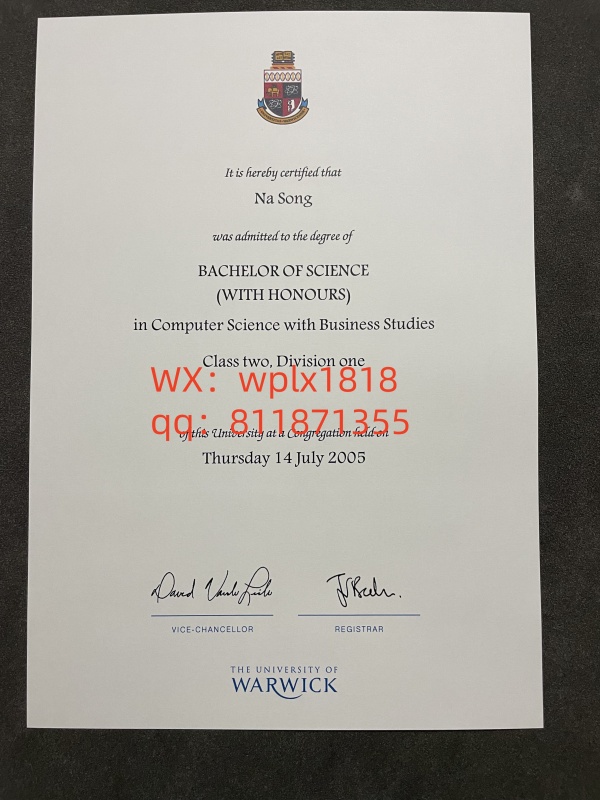 It is hereby certified that
Na Song
was admitted to the degree of
BACHELOR OF SCIENCE
(WITH HONOURS)
in Computer Science with Business Studies
Class two, Division one
WX：wplx1818
qq：811871355
of this University at a Congregation held on
Thursday 14 July 2005
VICE-CHANCELLOR
REGISTRAR
THE UNIVERSITY OF
WARWICK